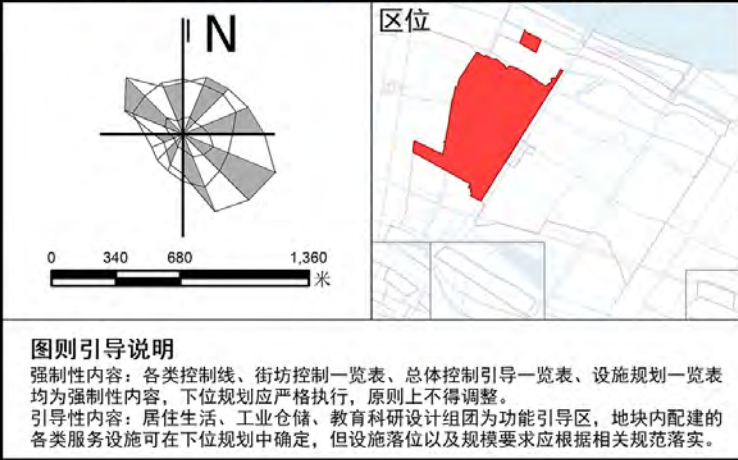 N
区位
0 340 680 1,360
米
图则引导说明
强制性内容：各类控制线、街坊控制一览表、总体控制引导一览表、设施规划一览表
均为强制性内容，下位规划应严格执行，原则上不得调整。
引导性内容：居住生活、工业仓储、教育科研设计组团为功能引导区，地块内配建的
各类服务设施可在下位规划中确定，但设施落位以及规模要求应根据相关规范落实。